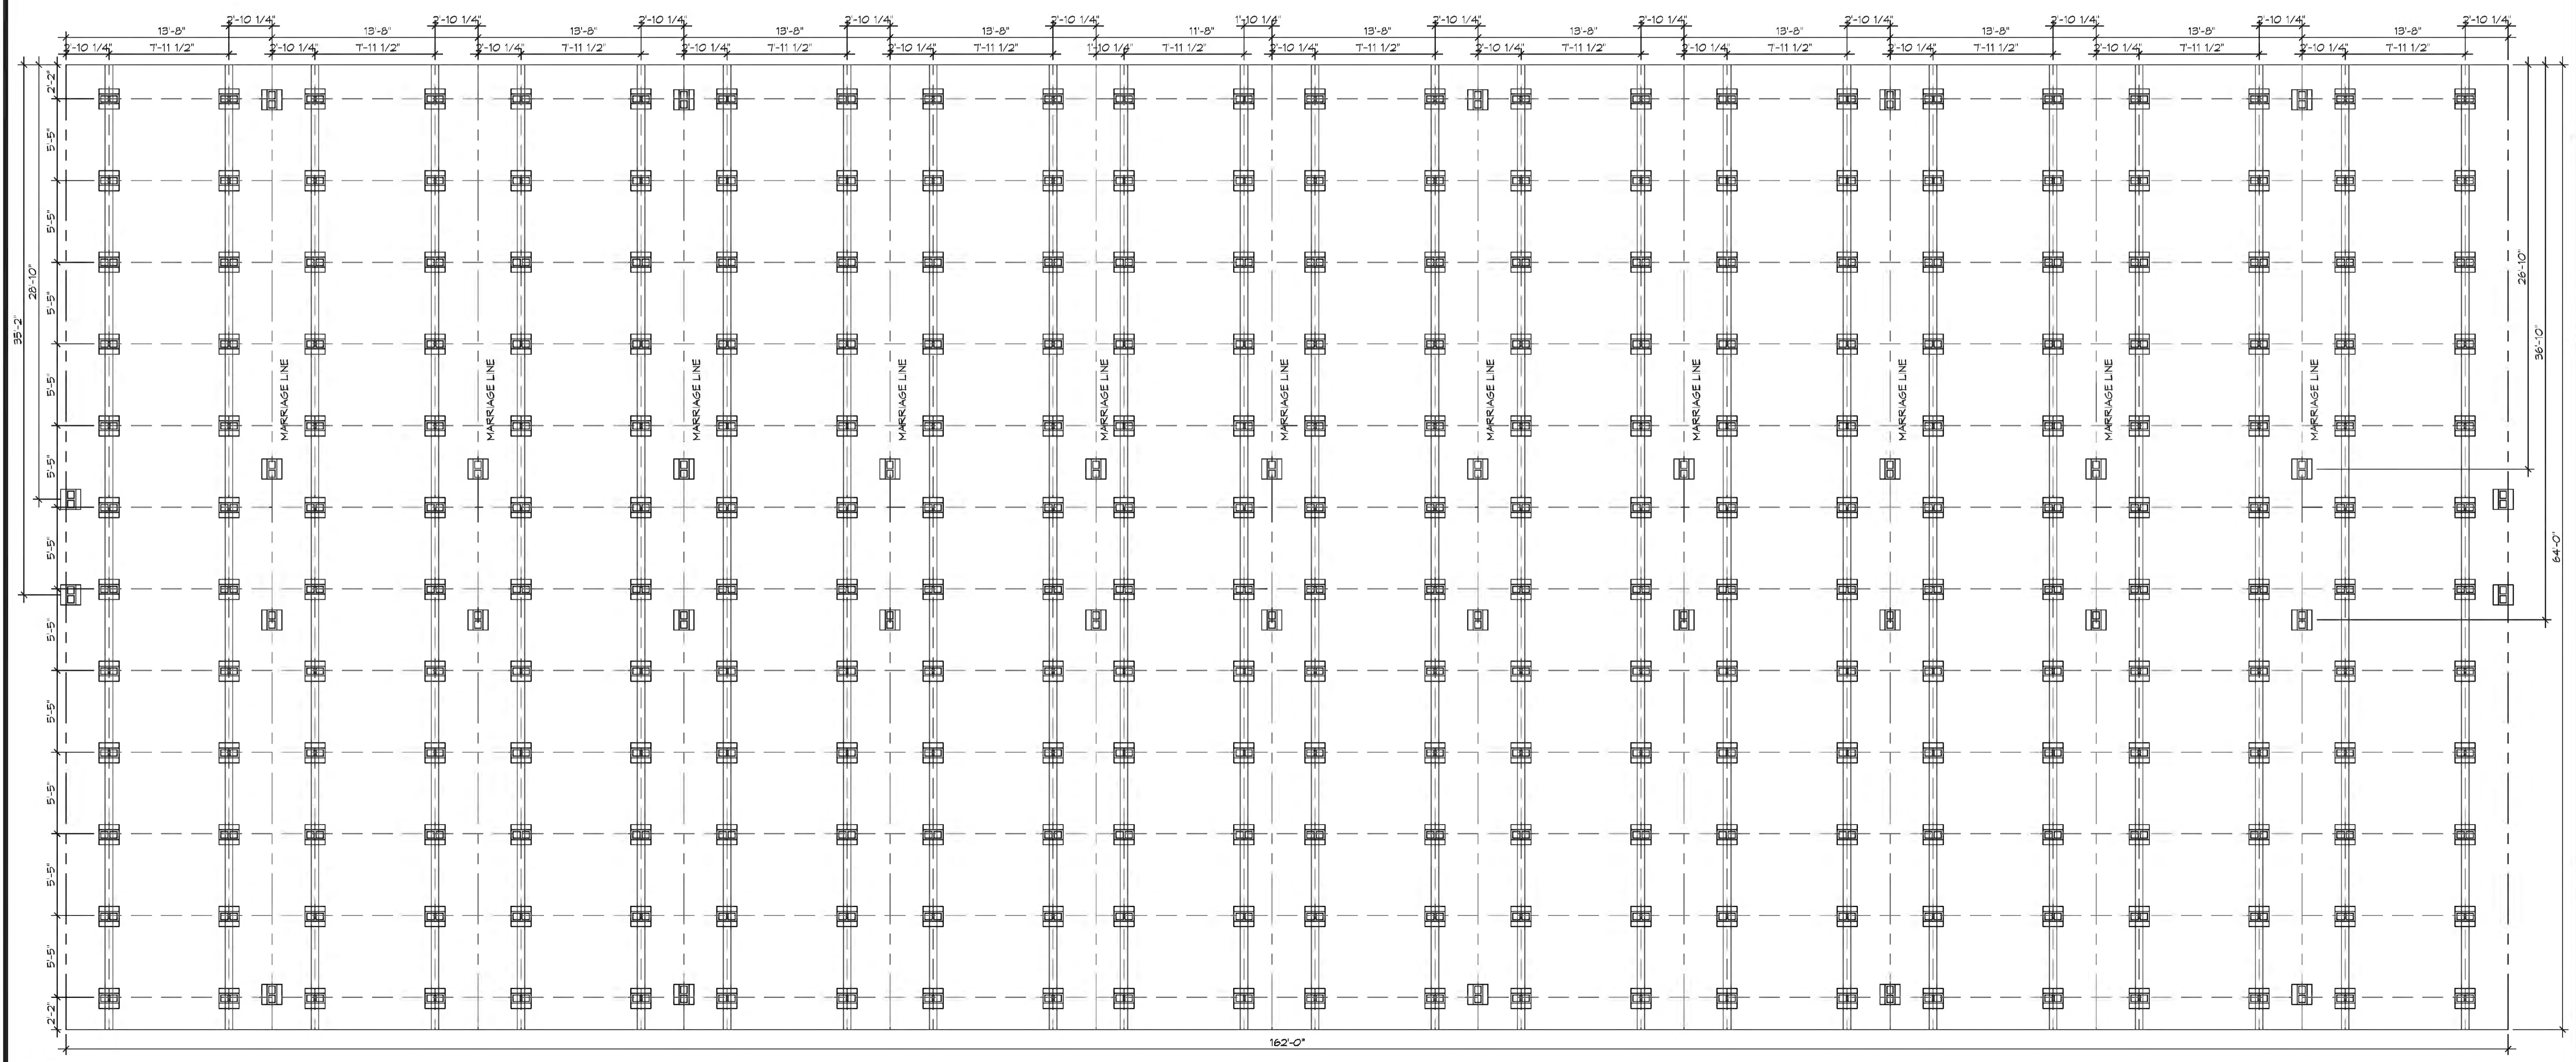 2'-10 1/4" 2'-10 1/4" 2'-10 1/4" 2'-10 1/4" 2'-10 1/4" 1'-10 1/4" 2'-10 1/4" 2'-10 1/4" 2'-10 1/4" 2'-10 1/4" 2'-10 1/4" 2'-10 1/4"
13'-8" 13'-8" 13'-8" 13'-8" 13'-8" 11'-8" 13'-8" 13'-8" 13'-8" 13'-8" 13'-8" 13'-8"
2'-10 1/4" 7'-11 1/2" 2'-10 1/4" 7'-11 1/2" 2'-10 1/4" 7'-11 1/2" 2'-10 1/4" 7'-11 1/2" 2'-10 1/4" 7'-11 1/2" 1'-10 1/4" 7'-11 1/2" 2'-10 1/4" 7'-11 1/2" 2'-10 1/4" 7'-11 1/2" 2'-10 1/4" 7'-11 1/2" 2'-10 1/4" 7'-11 1/2" 2'-10 1/4" 7'-11 1/2" 2'-10 1/4" 7'-11 1/2"
2'-2"
5'-5"
5'-5"
5'-5"
5'-5"
5'-5"
5'-5"
5'-5"
5'-5"
5'-5"
5'-5"
5'-5"
2'-2"
28'-10"
35'-2"
MARRIAGE LINE
MARRIAGE LINE
MARRIAGE LINE
MARRIAGE LINE
MARRIAGE LINE
MARRIAGE LINE
MARRIAGE LINE
MARRIAGE LINE
MARRIAGE LINE
MARRIAGE LINE
MARRIAGE LINE
26'-10"
36'-10"
64'-0"
162'-0"